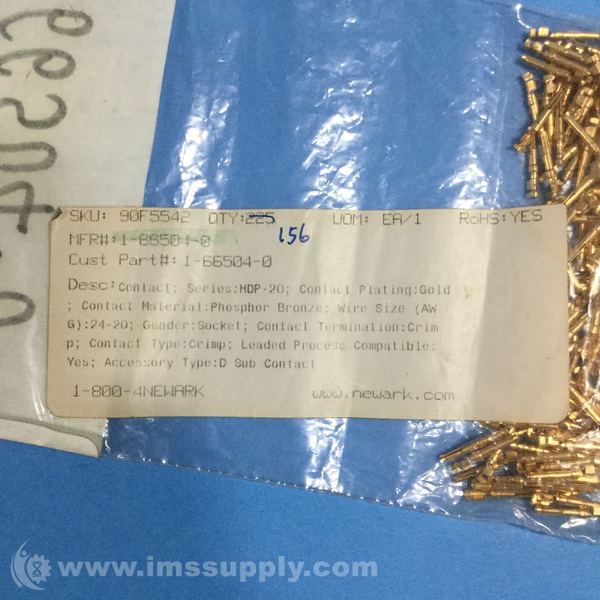 66504-0
SKU: 90F5542 QTY:225 UOM: EA/1 RoHS:YES
156
MFR#:1-66504-0
Cust Part#: 1-66504-0
Desc:Contact; Series:HDP-20; Contact Plating:Gold
; Contact Material:Phosphor Bronze; Wire Size (AW
G):24-20; Gender:Socket; Contact Termination:Crim
p; Contact Type:Crimp; Leaded Process Compatible:
Yes; Accessory Type:D Sub Contact
1-800-4NEWARK www.newark.com
www.imssupply.com